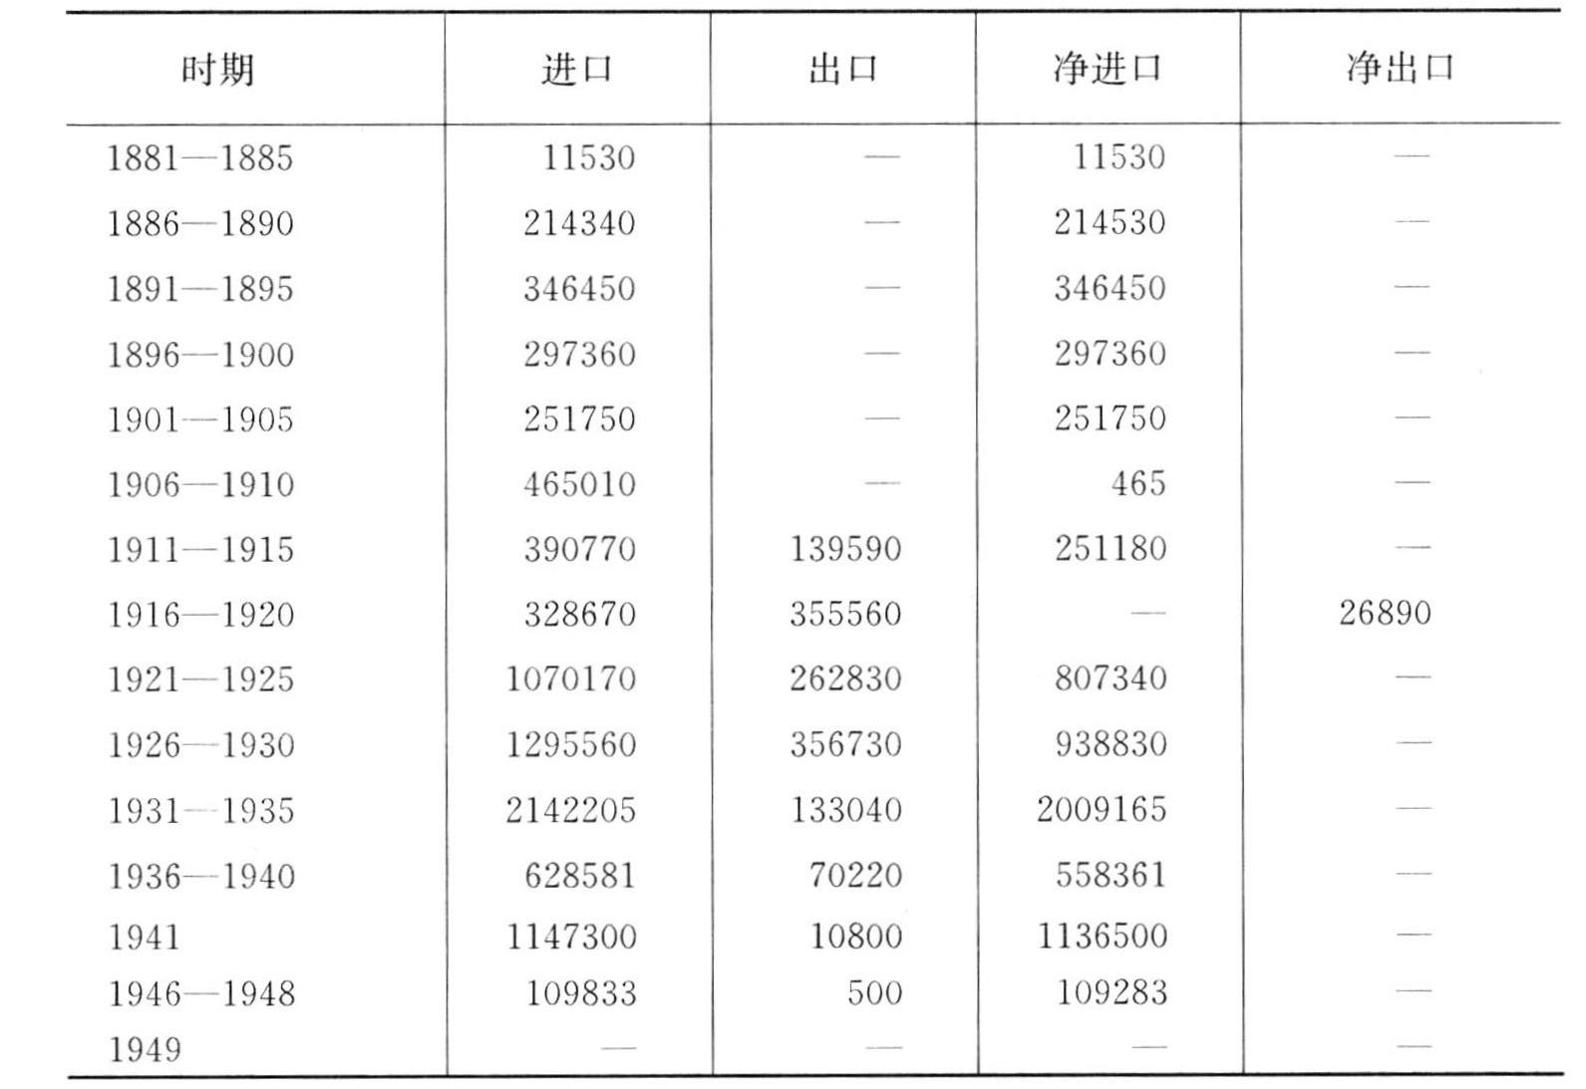 时期 进口 出口 净进口 净出口
1881—1885 11530 — 11530 —
1886—1890 214340 — 214530 —
1891—1895 346450 — 346450 —
1896—1900 297360 — 297360 —
1901—1905 251750 — 251750 —
1906—1910 465010 — 465 —
1911—1915 390770 139590 251180 —
1916—1920 328670 355560 — 26890
1921—1925 1070170 262830 807340 —
1926—1930 1295560 356730 938830 —
1931—1935 2142205 133040 2009165 —
1936—1940 628581 70220 558361 —
1941 1147300 10800 1136500 —
1946—1948 109833 500 109283 —
1949 — — — —